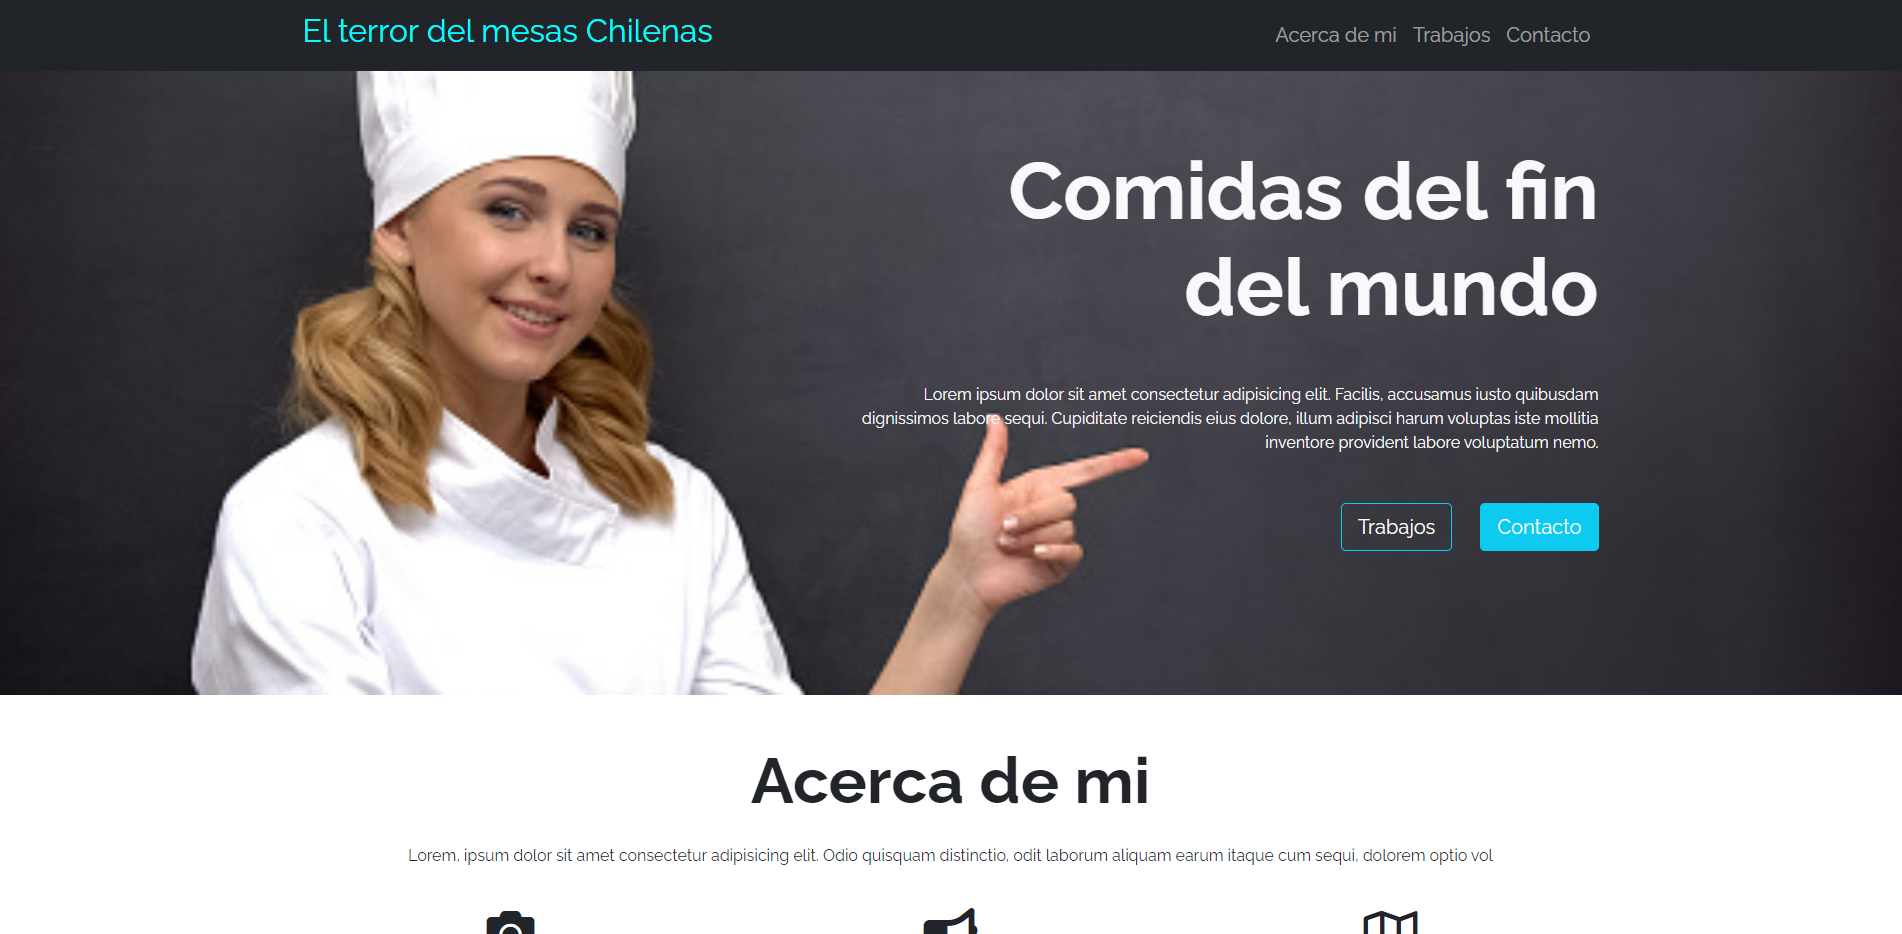 El terror del mesas Chilenas
Acerca de mi Trabajos Contacto
Comidas del fin
del mundo
Lorem ipsum dolor sit amet consectetur adipisicing elit. Facilis, accusamus iusto quibusdam
dignissimos labore sequi. Cupiditate reiciendis eius dolore, illum adipisci harum voluptas iste mollitia
inventore provident labore voluptatum nemo.
Trabajos Contacto
Acerca de mi
Lorem, ipsum dolor sit amet consectetur adipisicing elit. Odio quisquam distinctio, odit laborum aliquam earum itaque cum sequi, dolorem optio vol